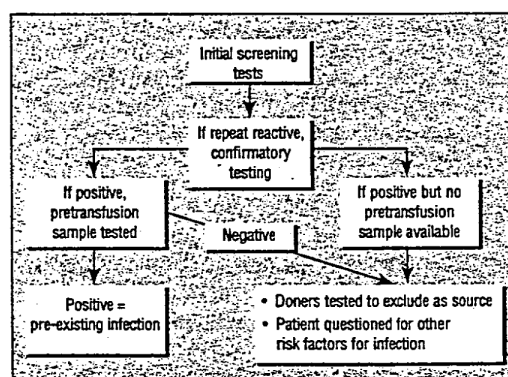 Initial screening
tests
If repeat reactive,
confirmatory
testing
If positive,
pretransfusion
sample tested
If positive but no
pretransfusion
sample available
Negative
Positive =
pre-existing infection
• Doners tested to exclude as source
• Patient questioned for other
risk factors for infection